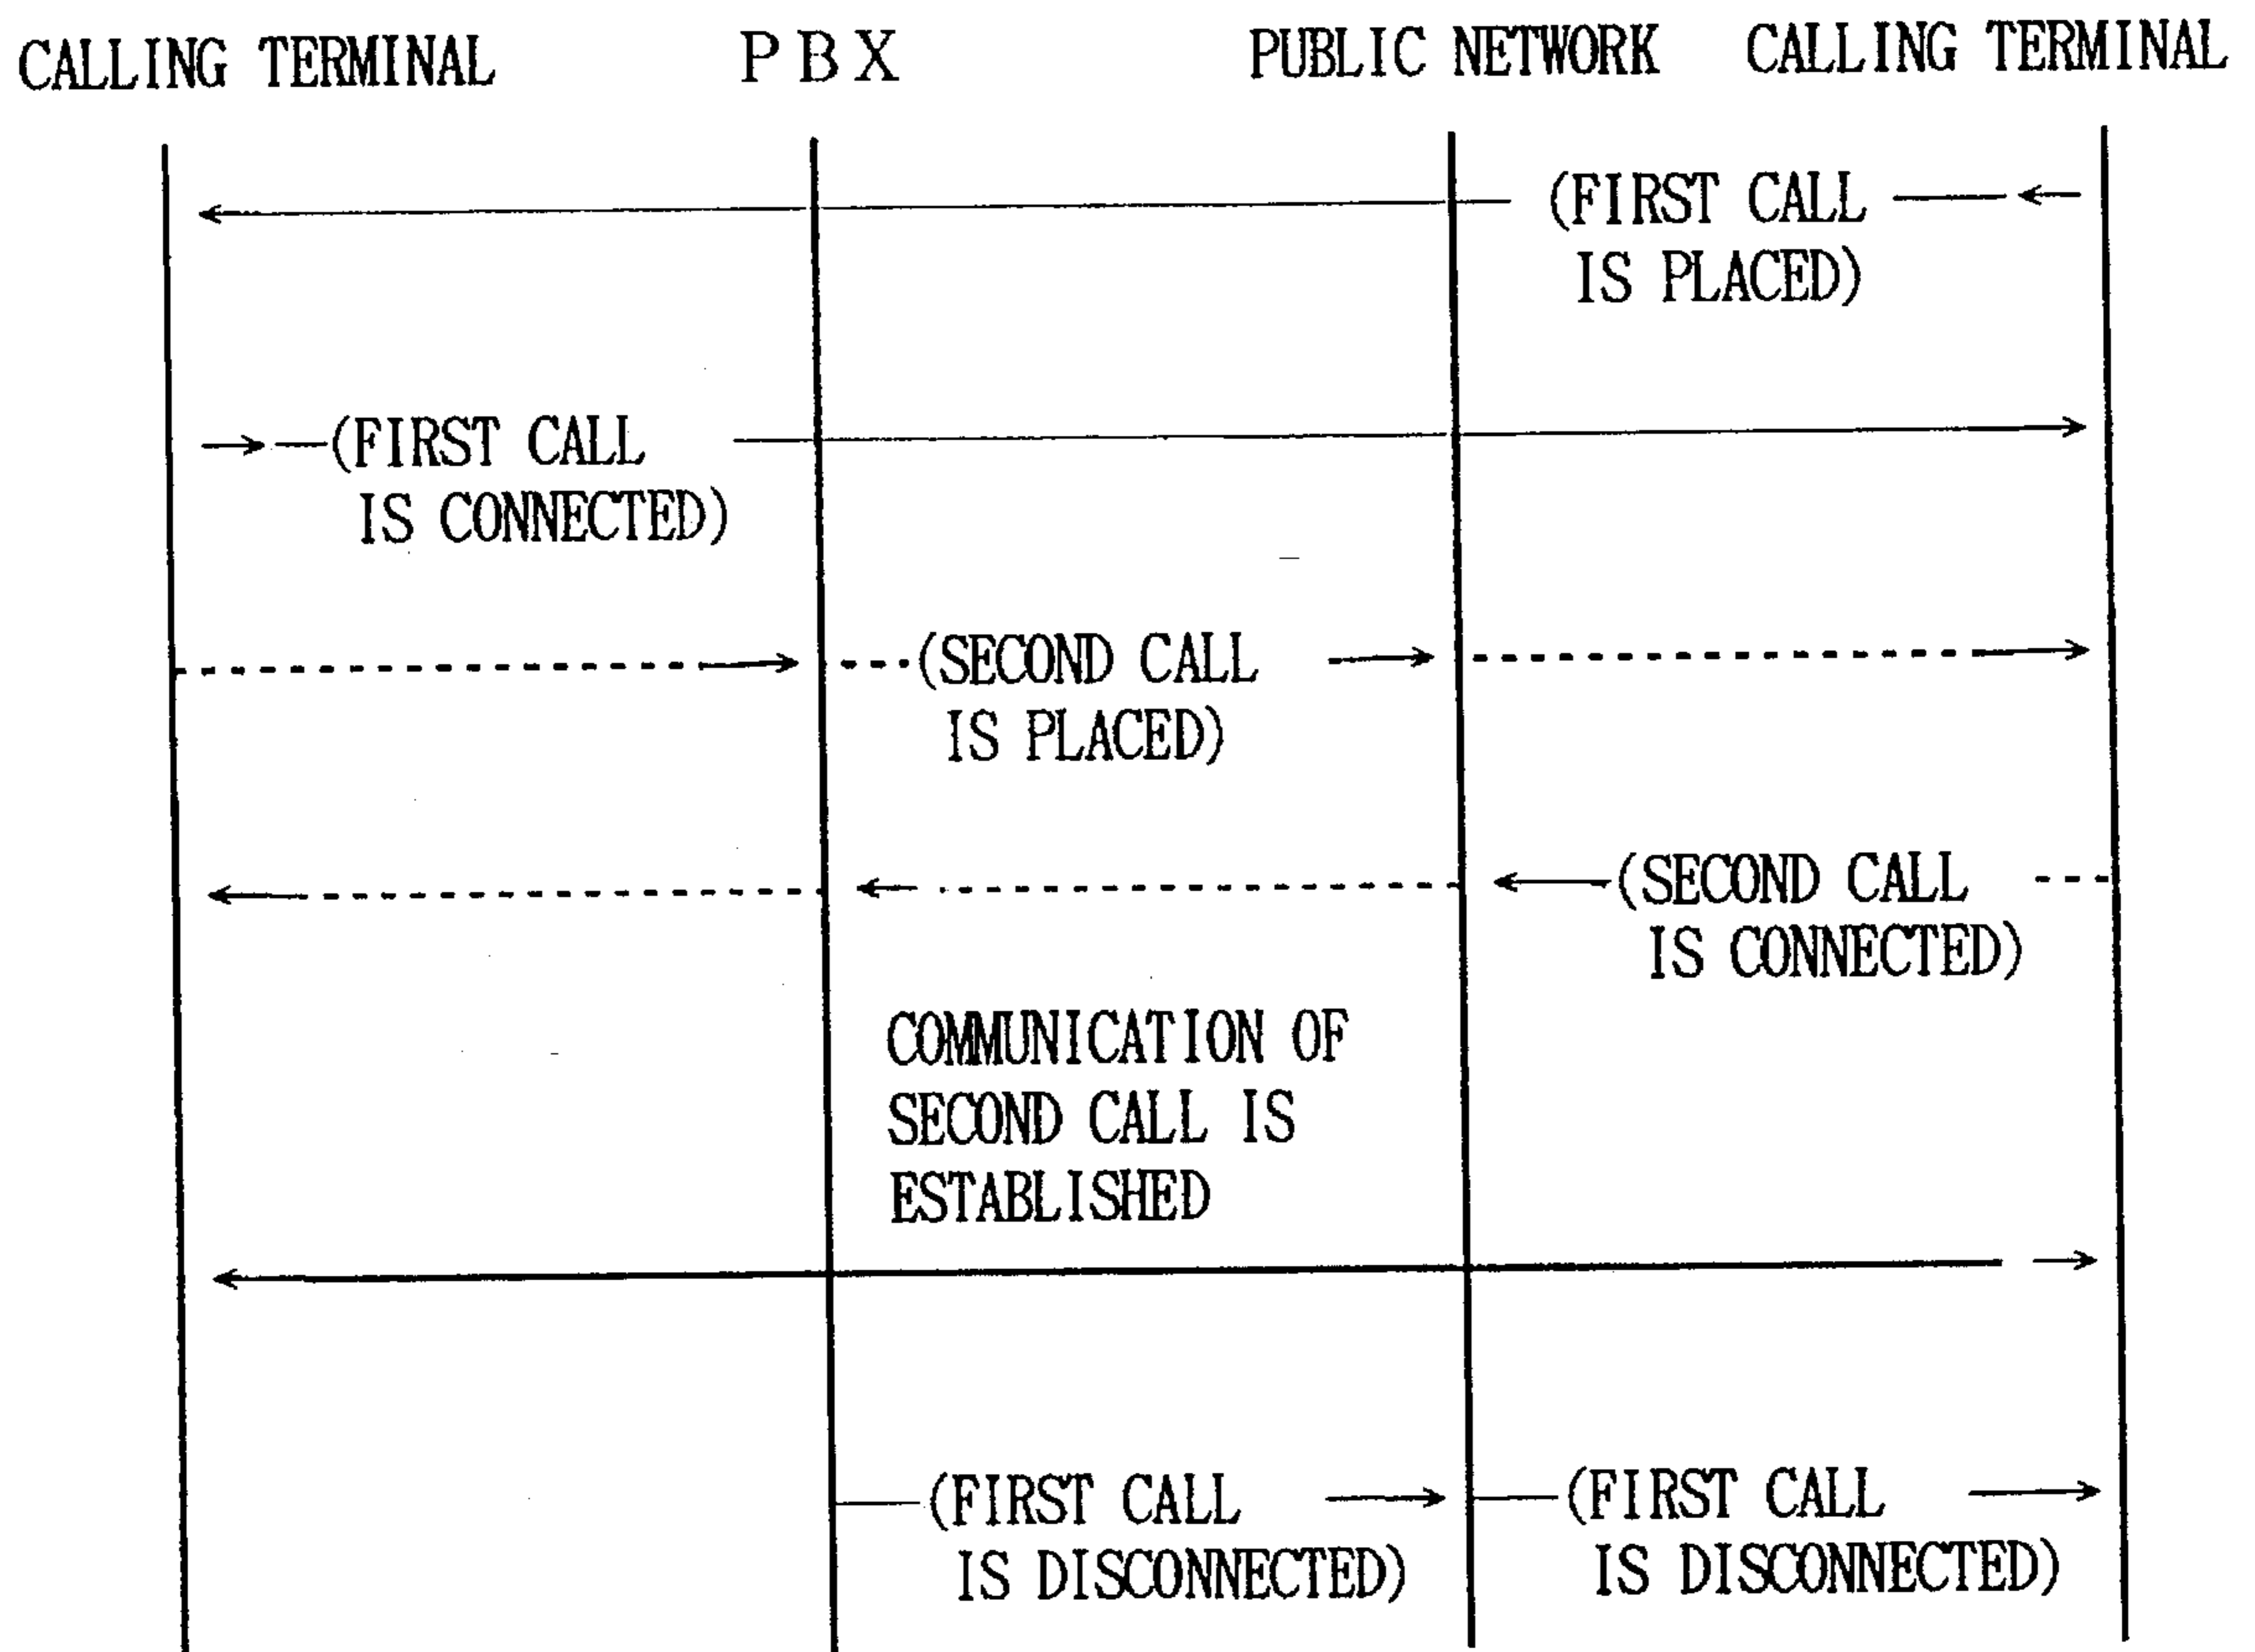 CALLING TERMINAL
PBX
PUBLIC NETWORK
CALLING TERMINAL
(FIRST CALL
IS PLACED)
(FIRST CALL
IS CONNECTED)
(SECOND CALL
IS PLACED)
(SECOND CALL
IS CONNECTED)
COMMUNICATION OF
SECOND CALL IS
ESTABLISHED
(FIRST CALL
IS DISCONNECTED)
(FIRST CALL
IS DISCONNECTED)